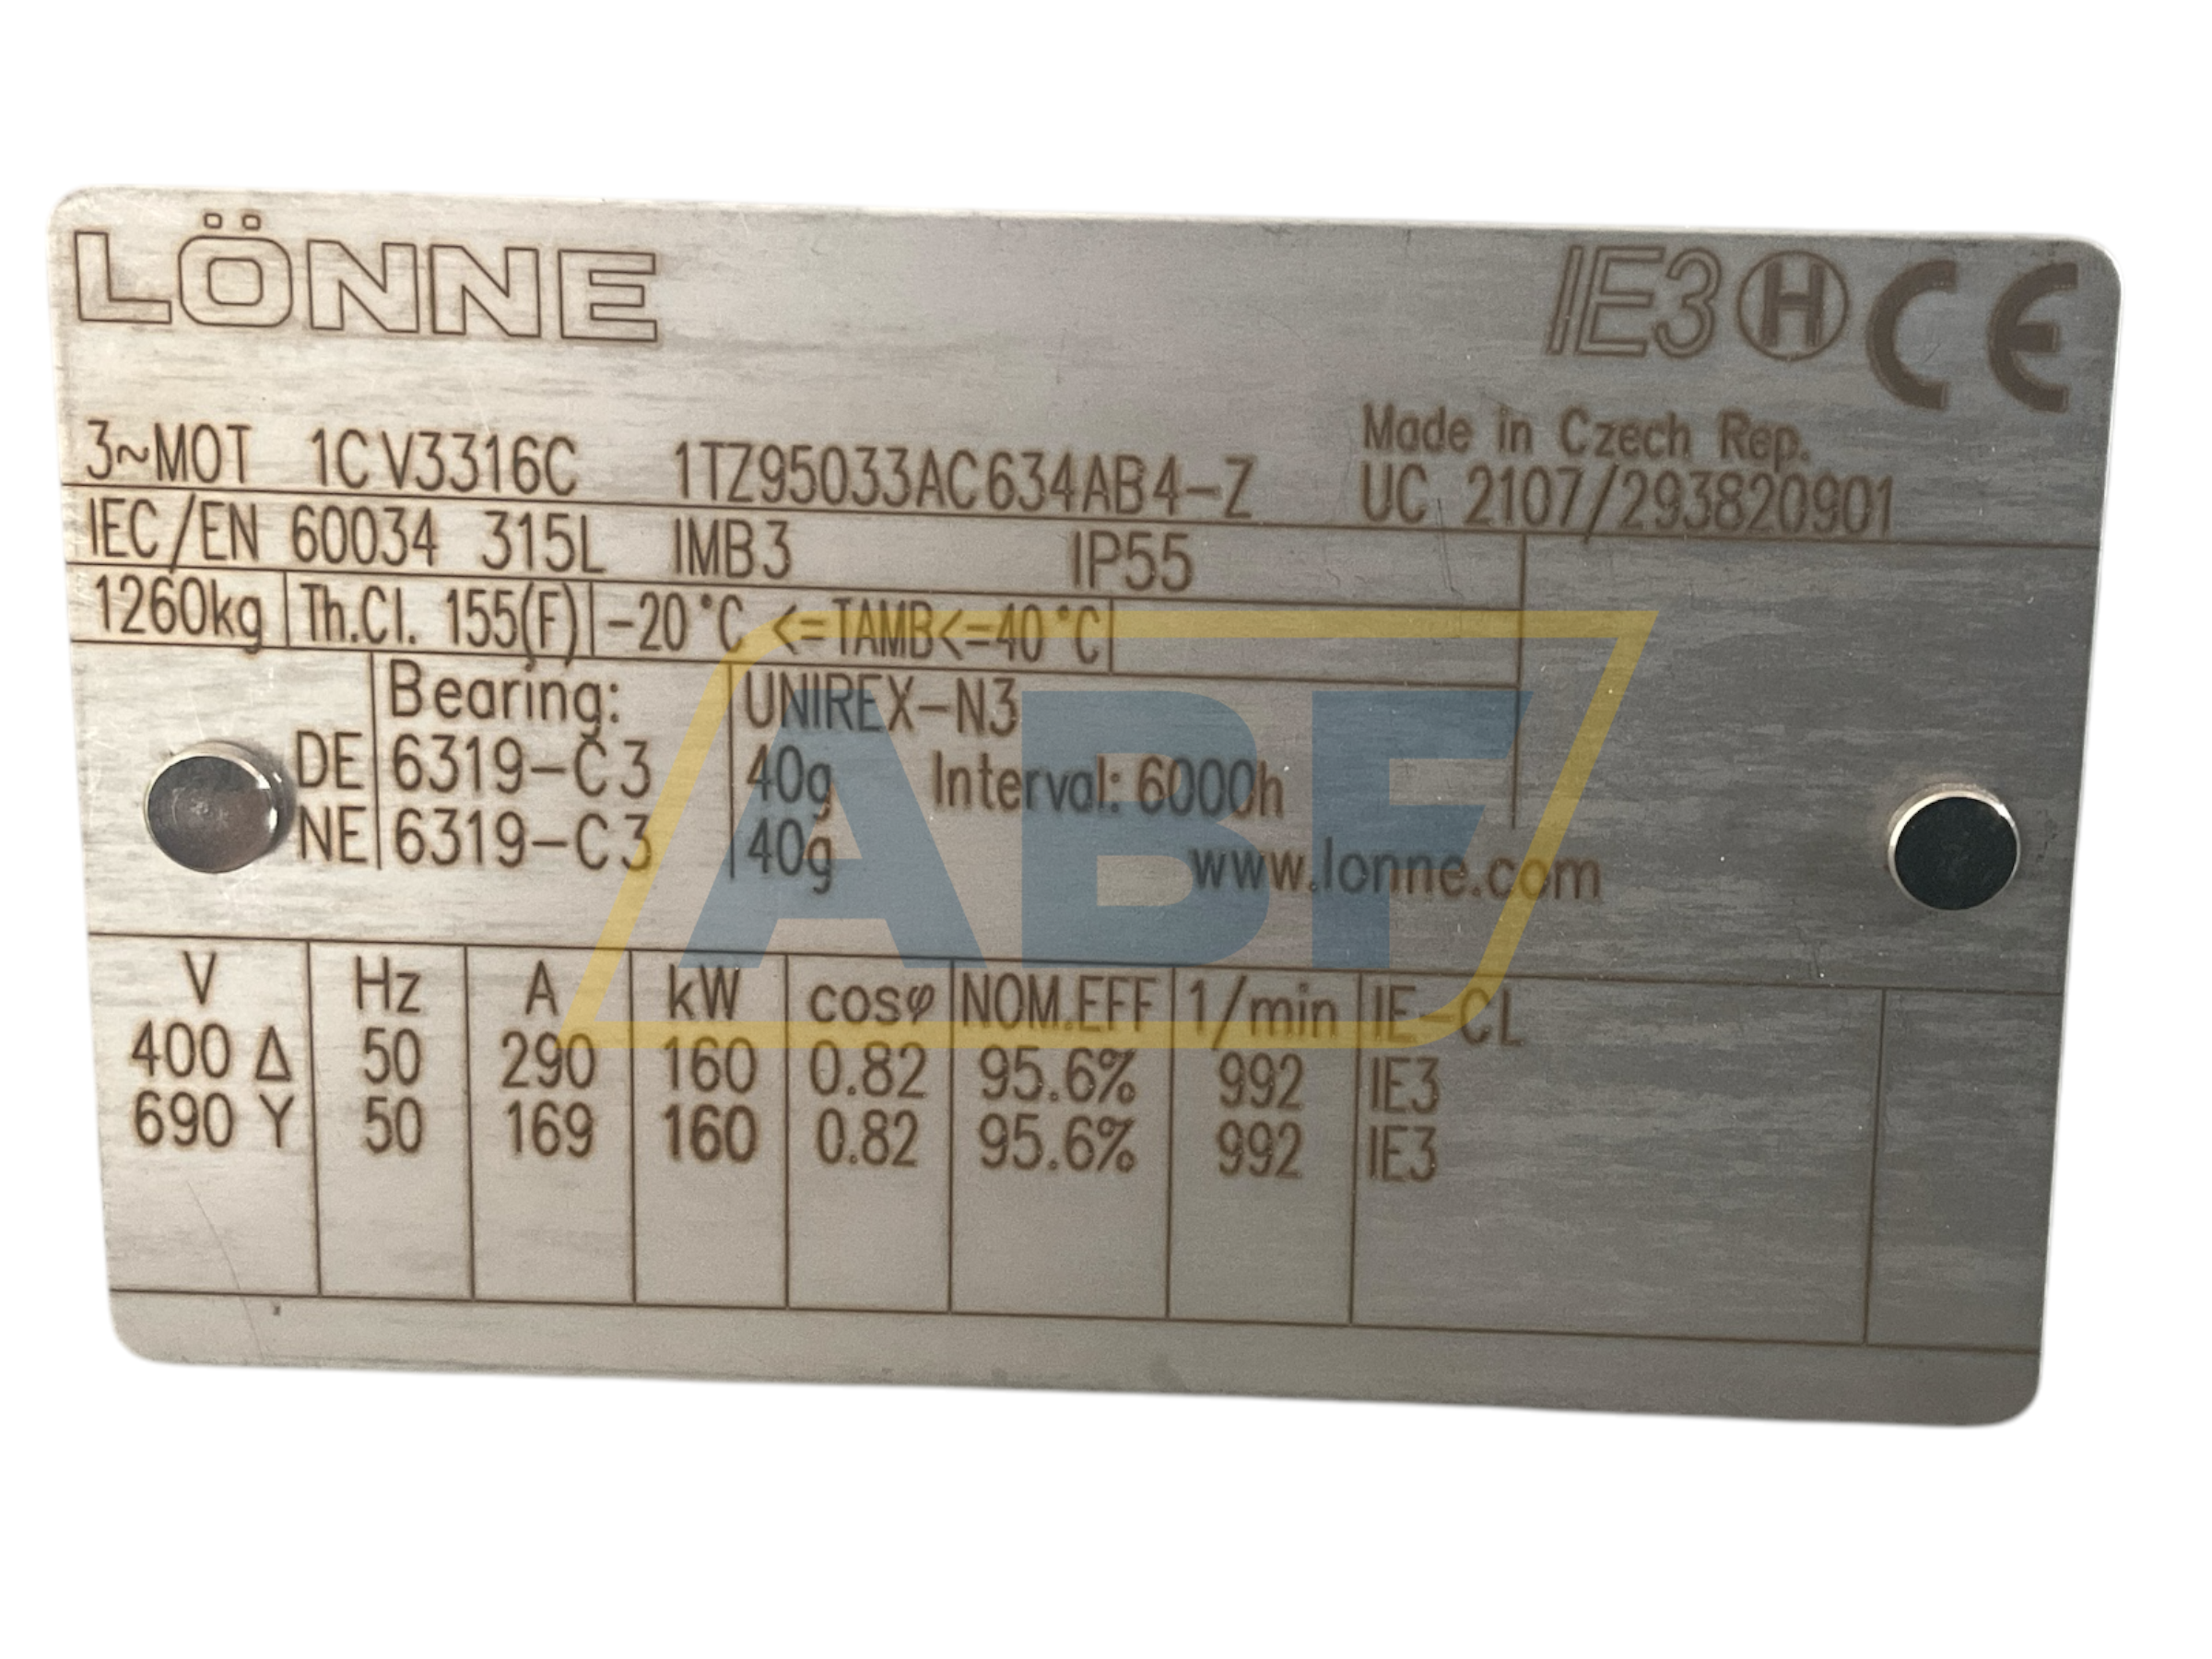 LÖNNE
IE3 H CE
Made in Czech Rep.
3~MOT 1CV3316C 1TZ95033AC634AB4-Z UC 2107/293820901
IEC/EN 60034 315L IMB3 IP55
1260kg Th.Cl. 155(F) -20°C <=TAMB<=40°C
Bearing: UNIREX-N3
DE 6319-C3 40g Interval: 6000h
NE 6319-C3 40g www.lonne.com
ABF
V Hz A kW cosφ NOM.EFF 1/min IE-CL
400 Δ 50 290 160 0.82 95.6% 992 IE3
690 Y 50 169 160 0.82 95.6% 992 IE3